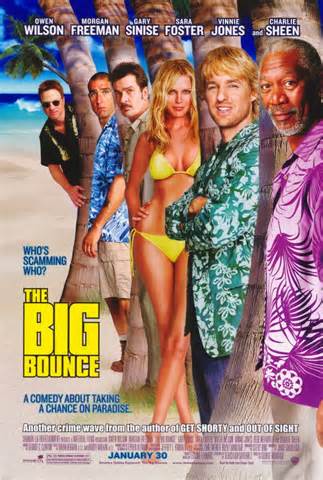 OWEN WILSON MORGAN FREEMAN GARY SINISE SARA FOSTER VINNIE JONES and CHARLIE SHEEN
WHO'S
SCAMMING
WHO?
THE
BIG
BOUNCE
A COMEDY ABOUT TAKING
A CHANCE ON PARADISE.
Another crime wave from the author of GET SHORTY and OUT OF SIGHT
JANUARY 30